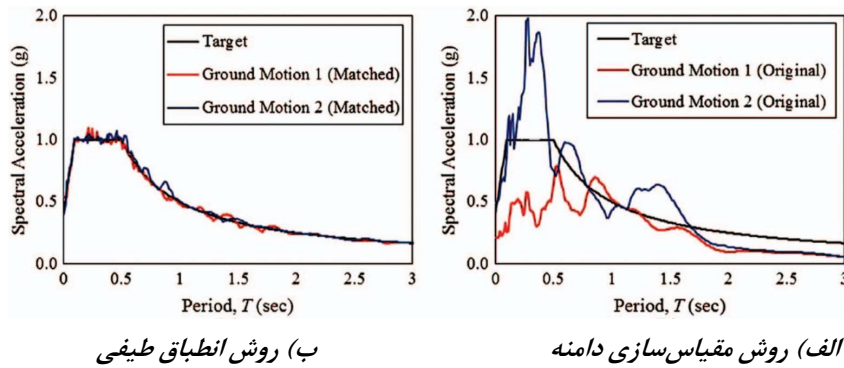 2.0
1.5
1.0
0.5
0.0
Spectral Acceleration (g)
Target
Ground Motion 1 (Matched)
Ground Motion 2 (Matched)
0 0.5 1 1.5 2 2.5 3
Period, T (sec)
ب) روش انطباق طیفی
2.0
1.5
1.0
0.5
0.0
Spectral Acceleration (g)
Target
Ground Motion 1 (Original)
Ground Motion 2 (Original)
0 0.5 1 1.5 2 2.5 3
Period, T (sec)
الف) روش مقیاس‌سازی دامنه